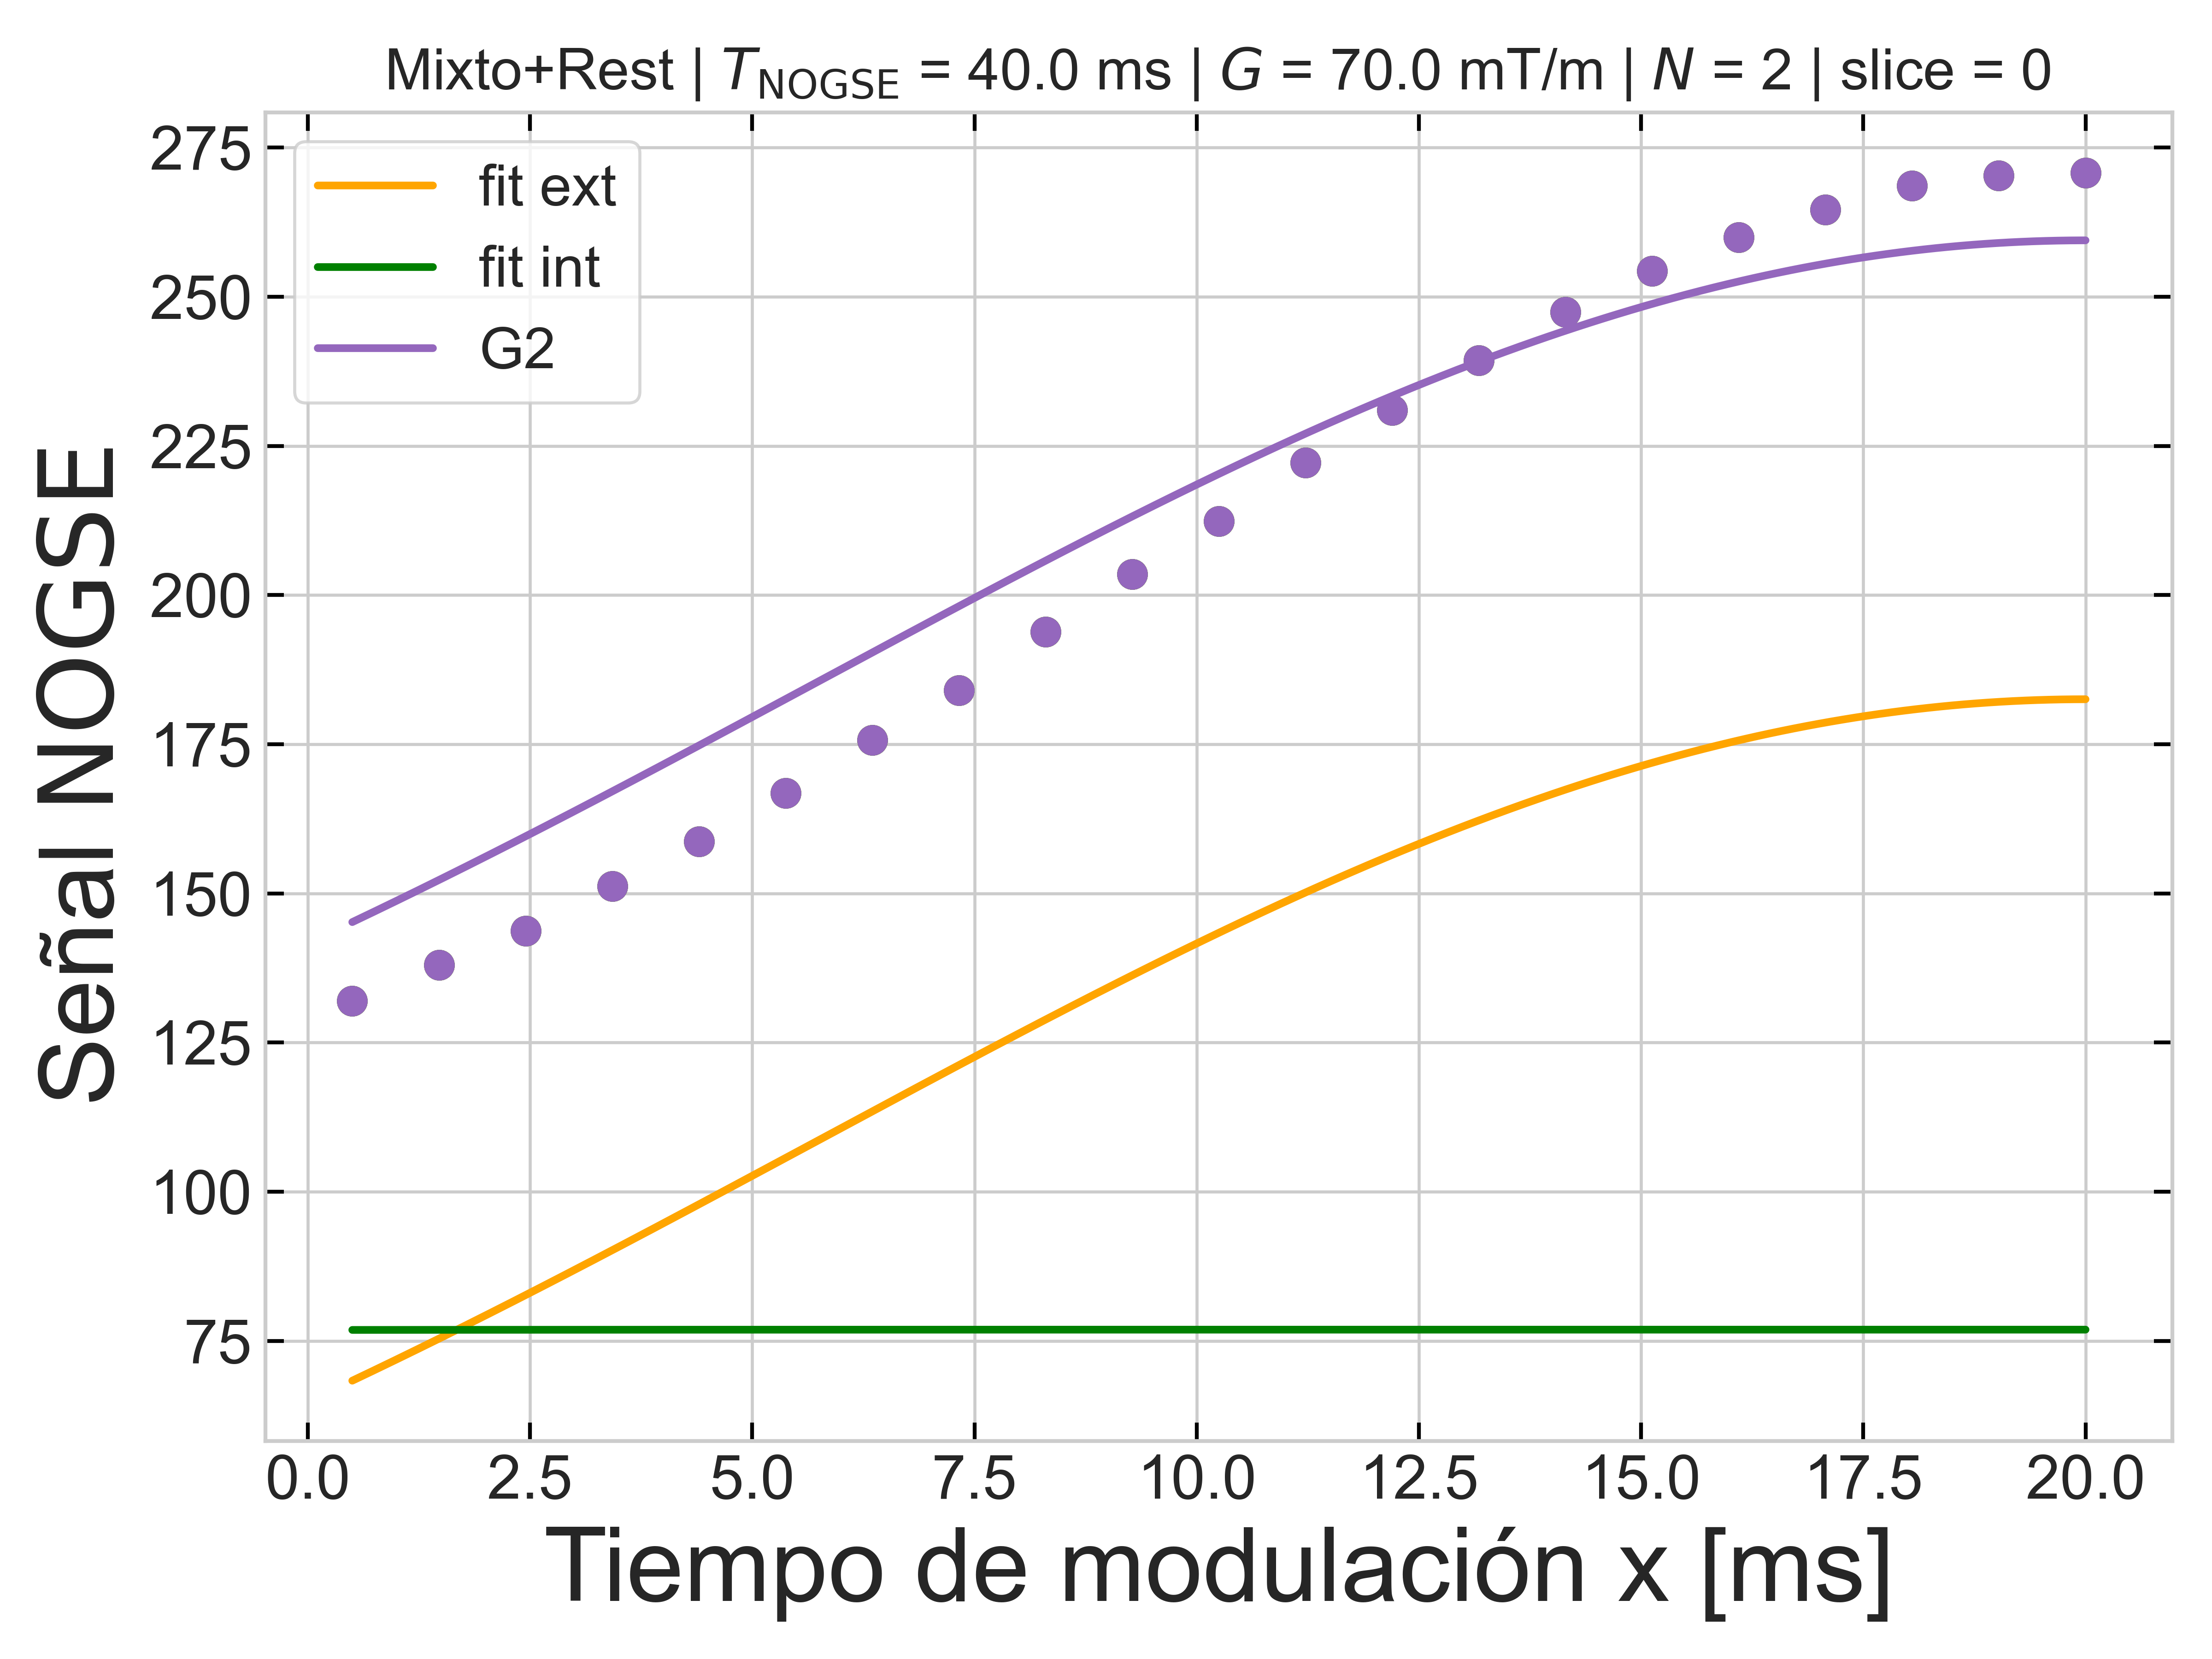 Mixto+Rest | T_NOGSE = 40.0 ms | G = 70.0 mT/m | N = 2 | slice = 0
fit ext
fit int
G2
Señal NOGSE
275
250
225
200
175
150
125
100
75
0.0 2.5 5.0 7.5 10.0 12.5 15.0 17.5 20.0
Tiempo de modulación x [ms]